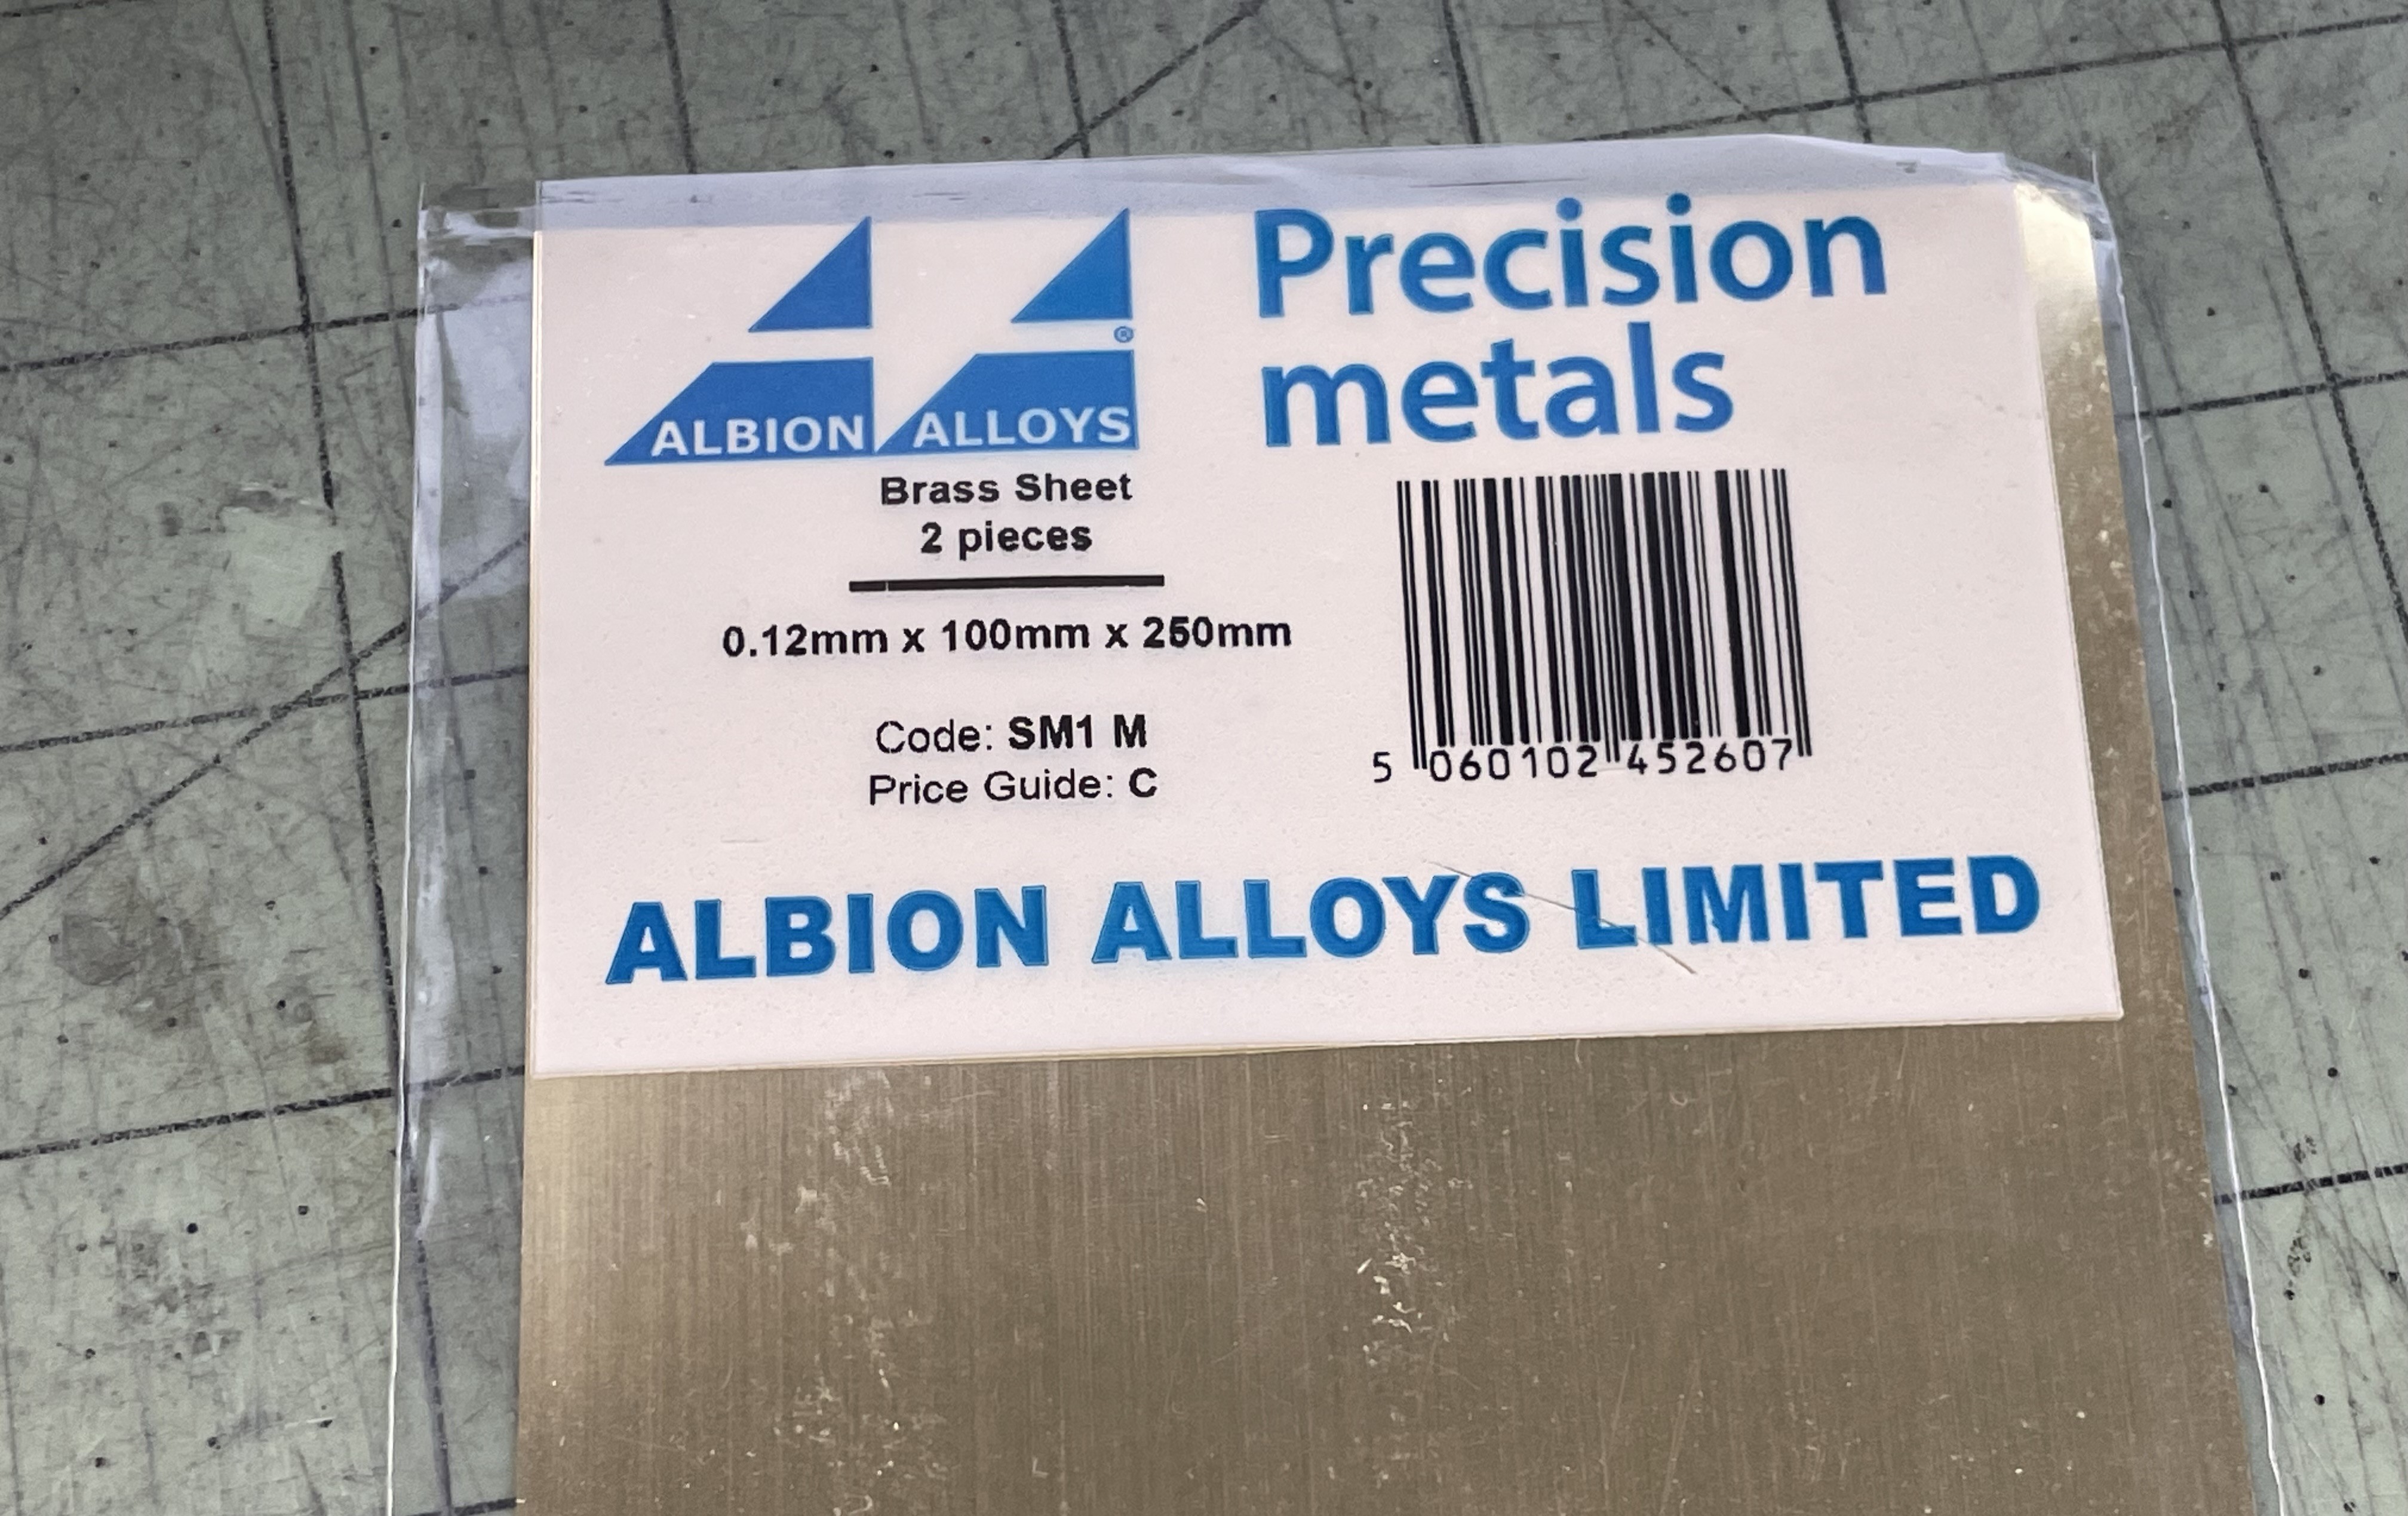 ALBION ALLOYS
®
Precision
metals
Brass Sheet
2 pieces
0.12mm x 100mm x 250mm
Code: SM1 M
Price Guide: C
5 060102 452607
ALBION ALLOYS LIMITED